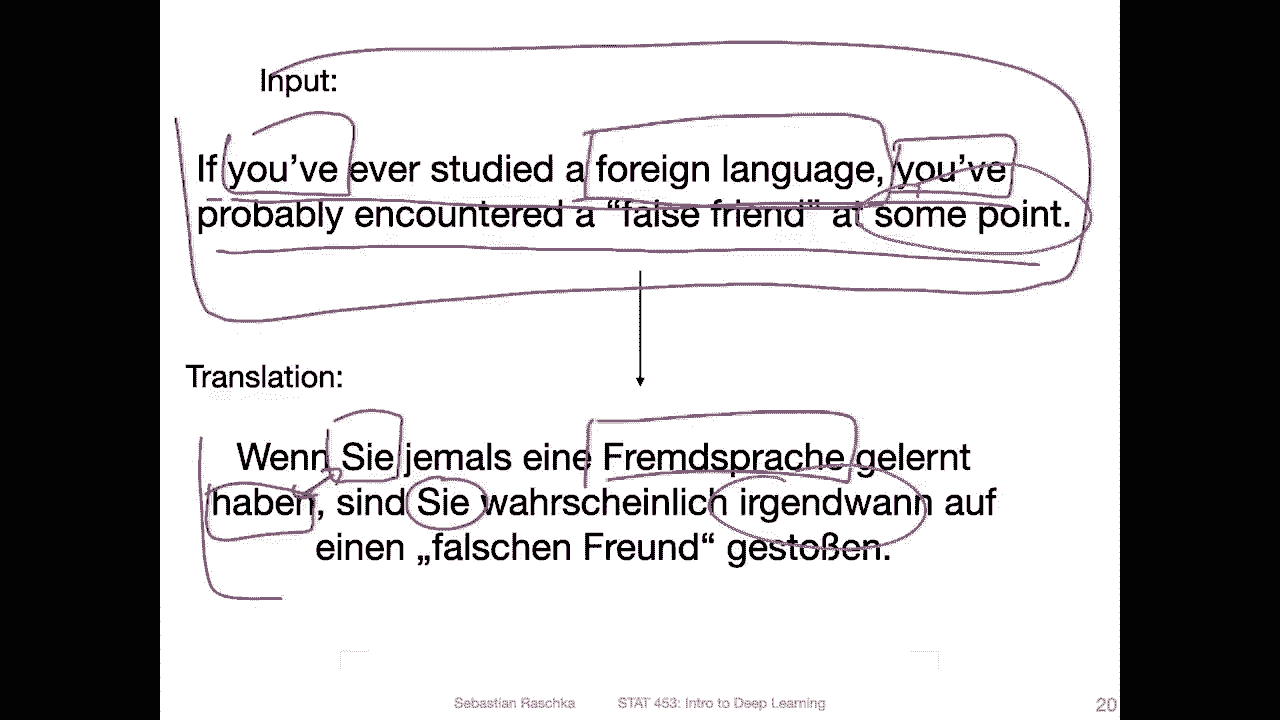 Input:
If you’ve ever studied a foreign language, you’ve
probably encountered a “false friend” at some point.
Translation:
Wenn Sie jemals eine Fremdsprache gelernt
haben, sind Sie wahrscheinlich irgendwann auf
einen „falschen Freund“ gestoßen.
Sebastian Raschka STAT 453: Intro to Deep Learning 20